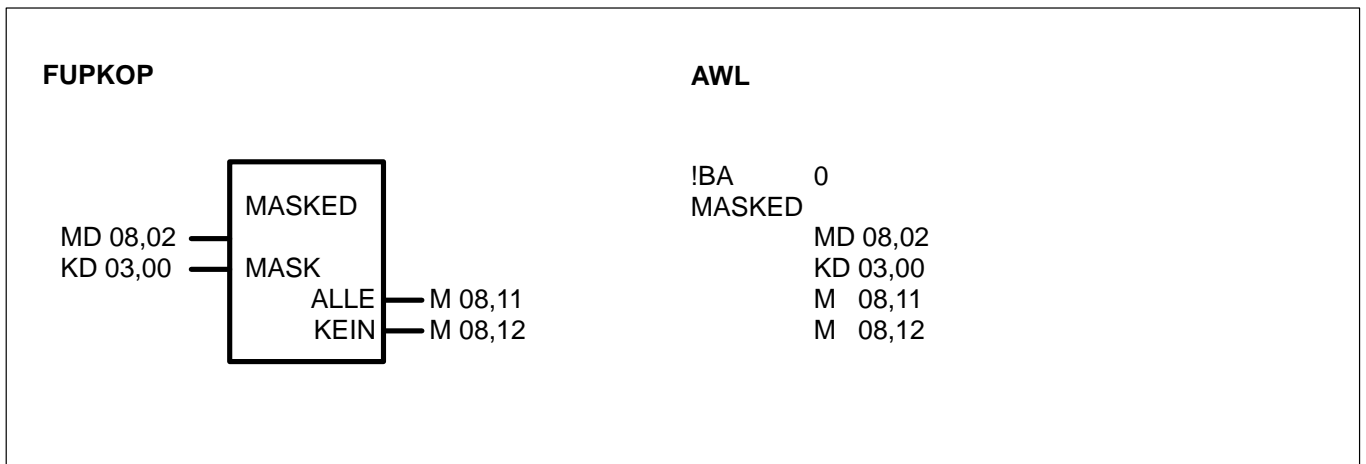 FUPKOP
AWL
MASKED
MD 08,02
KD 03,00 MASK
ALLE M 08,11
KEIN M 08,12
!BA 0
MASKED
MD 08,02
KD 03,00
M 08,11
M 08,12